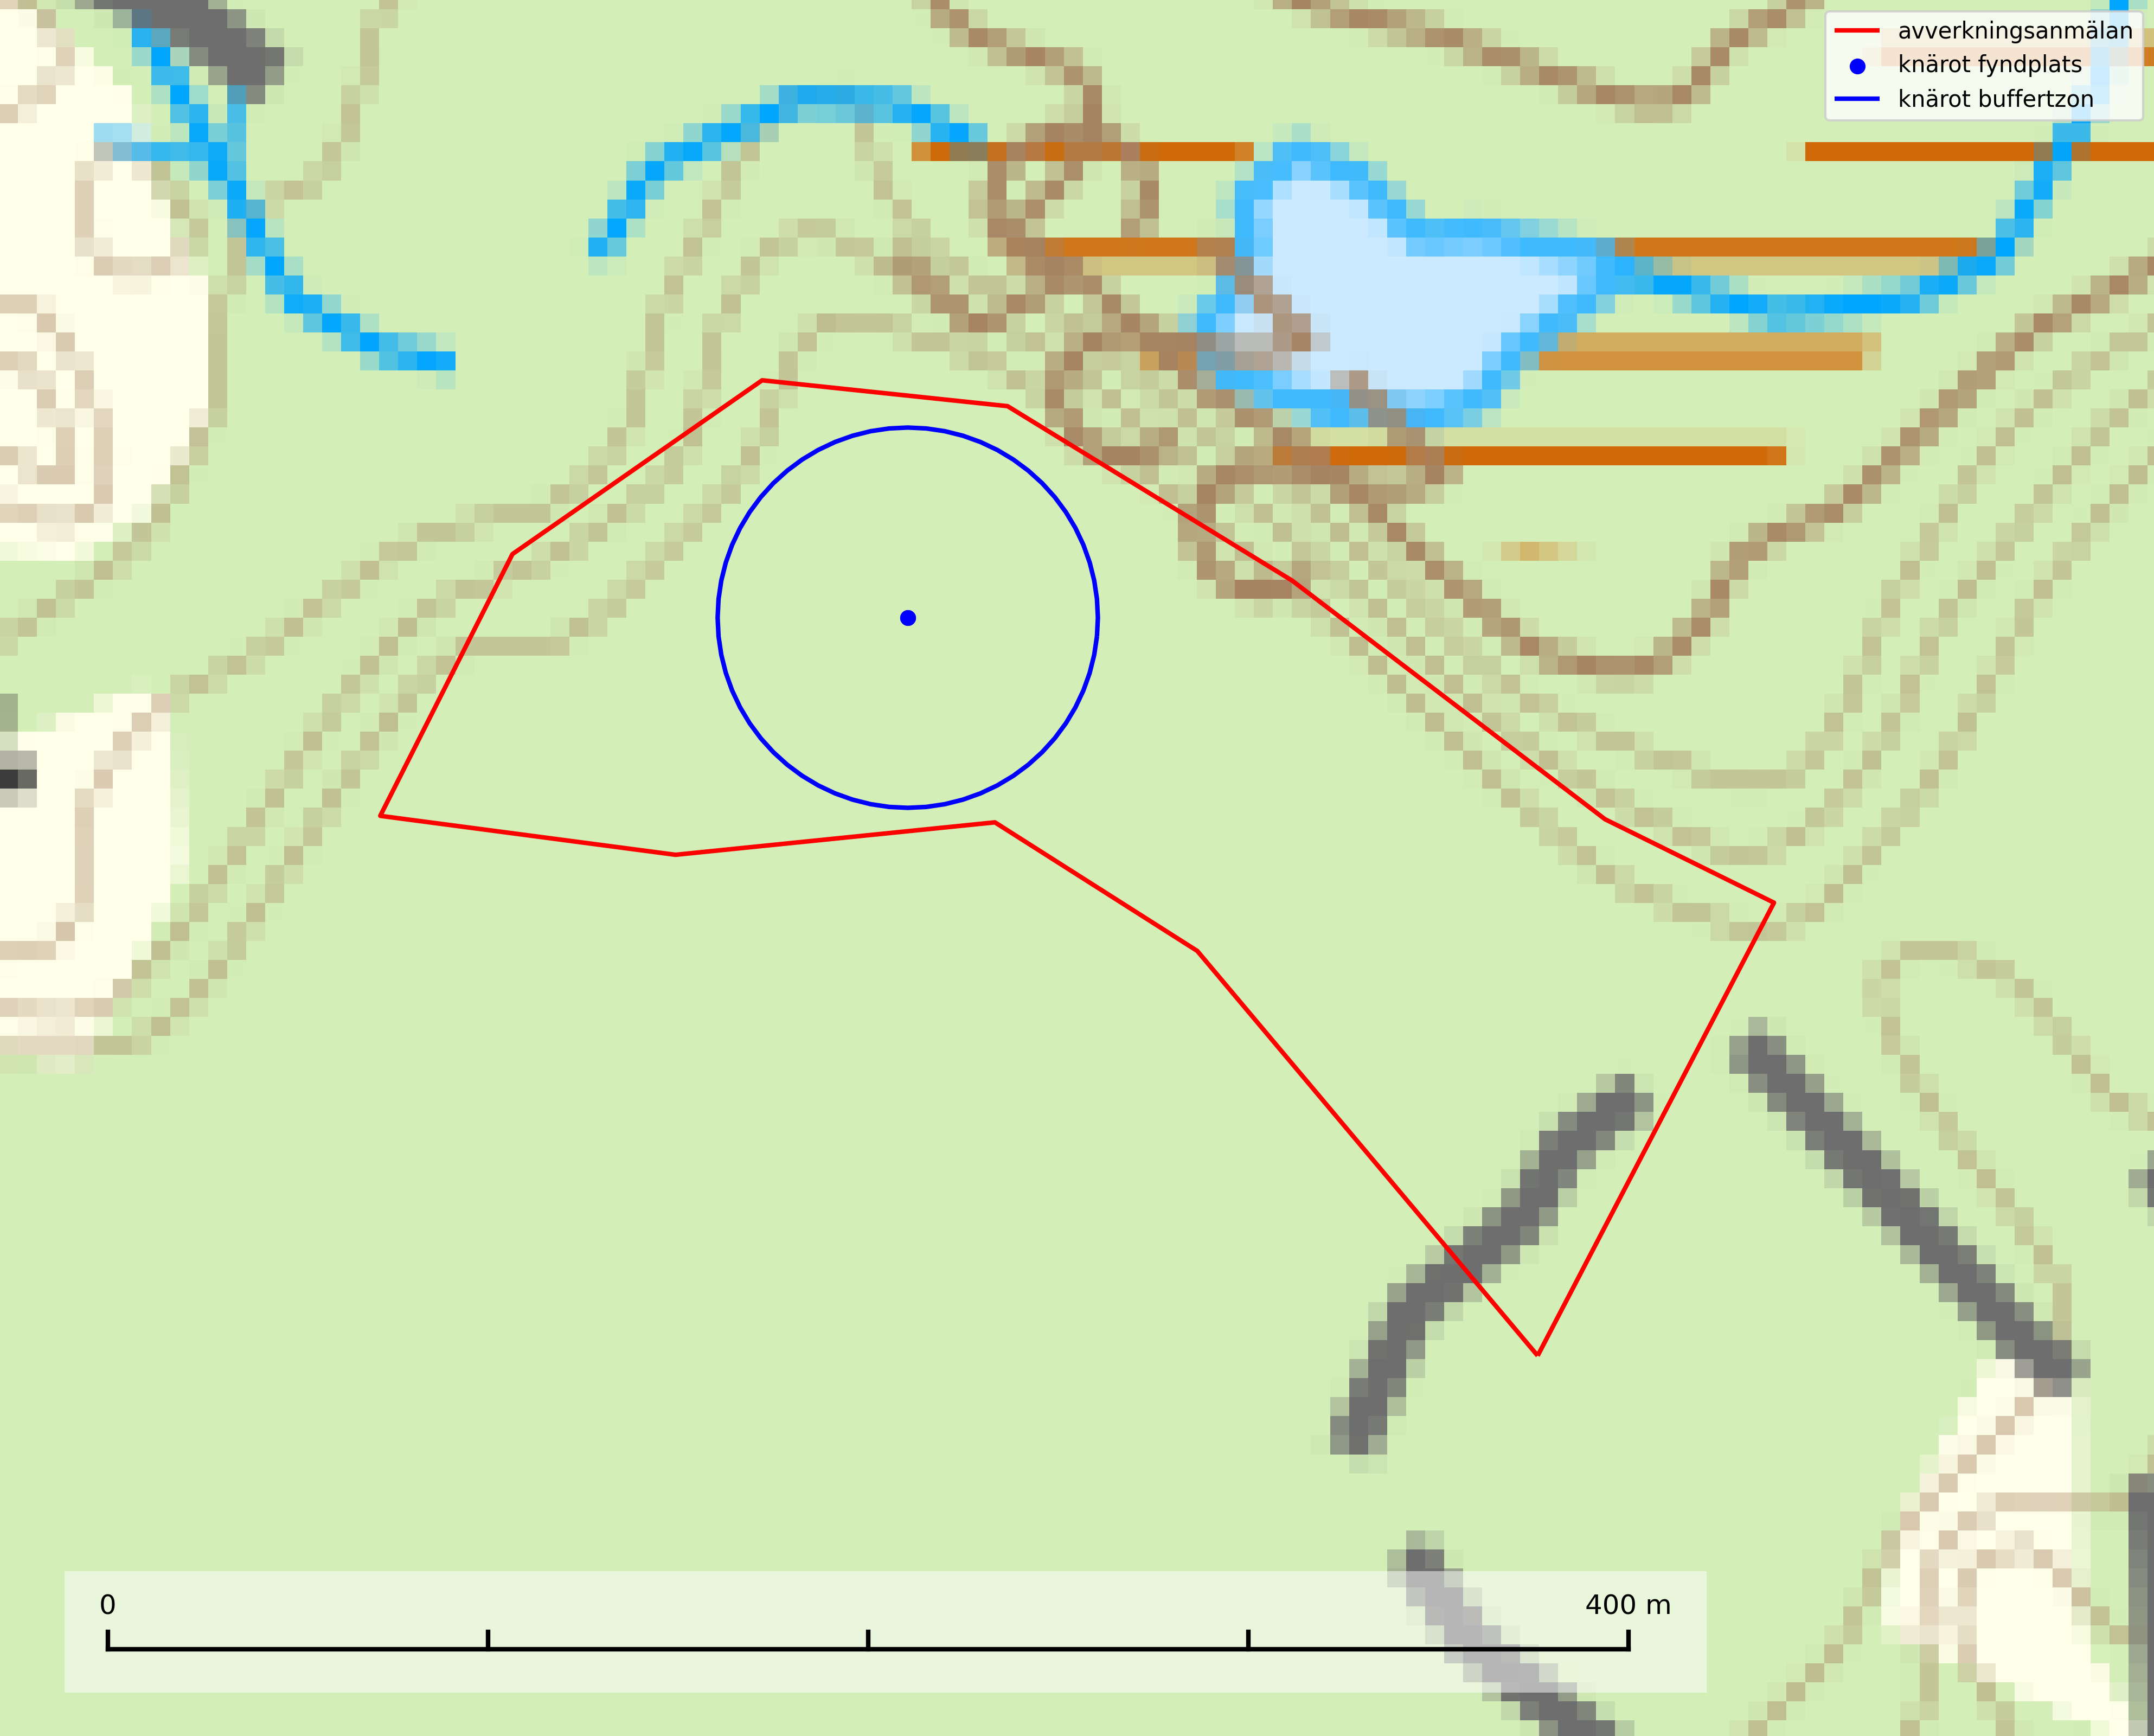 avverkningsanmälan
knärot fyndplats
knärot buffertzon
0 400 m